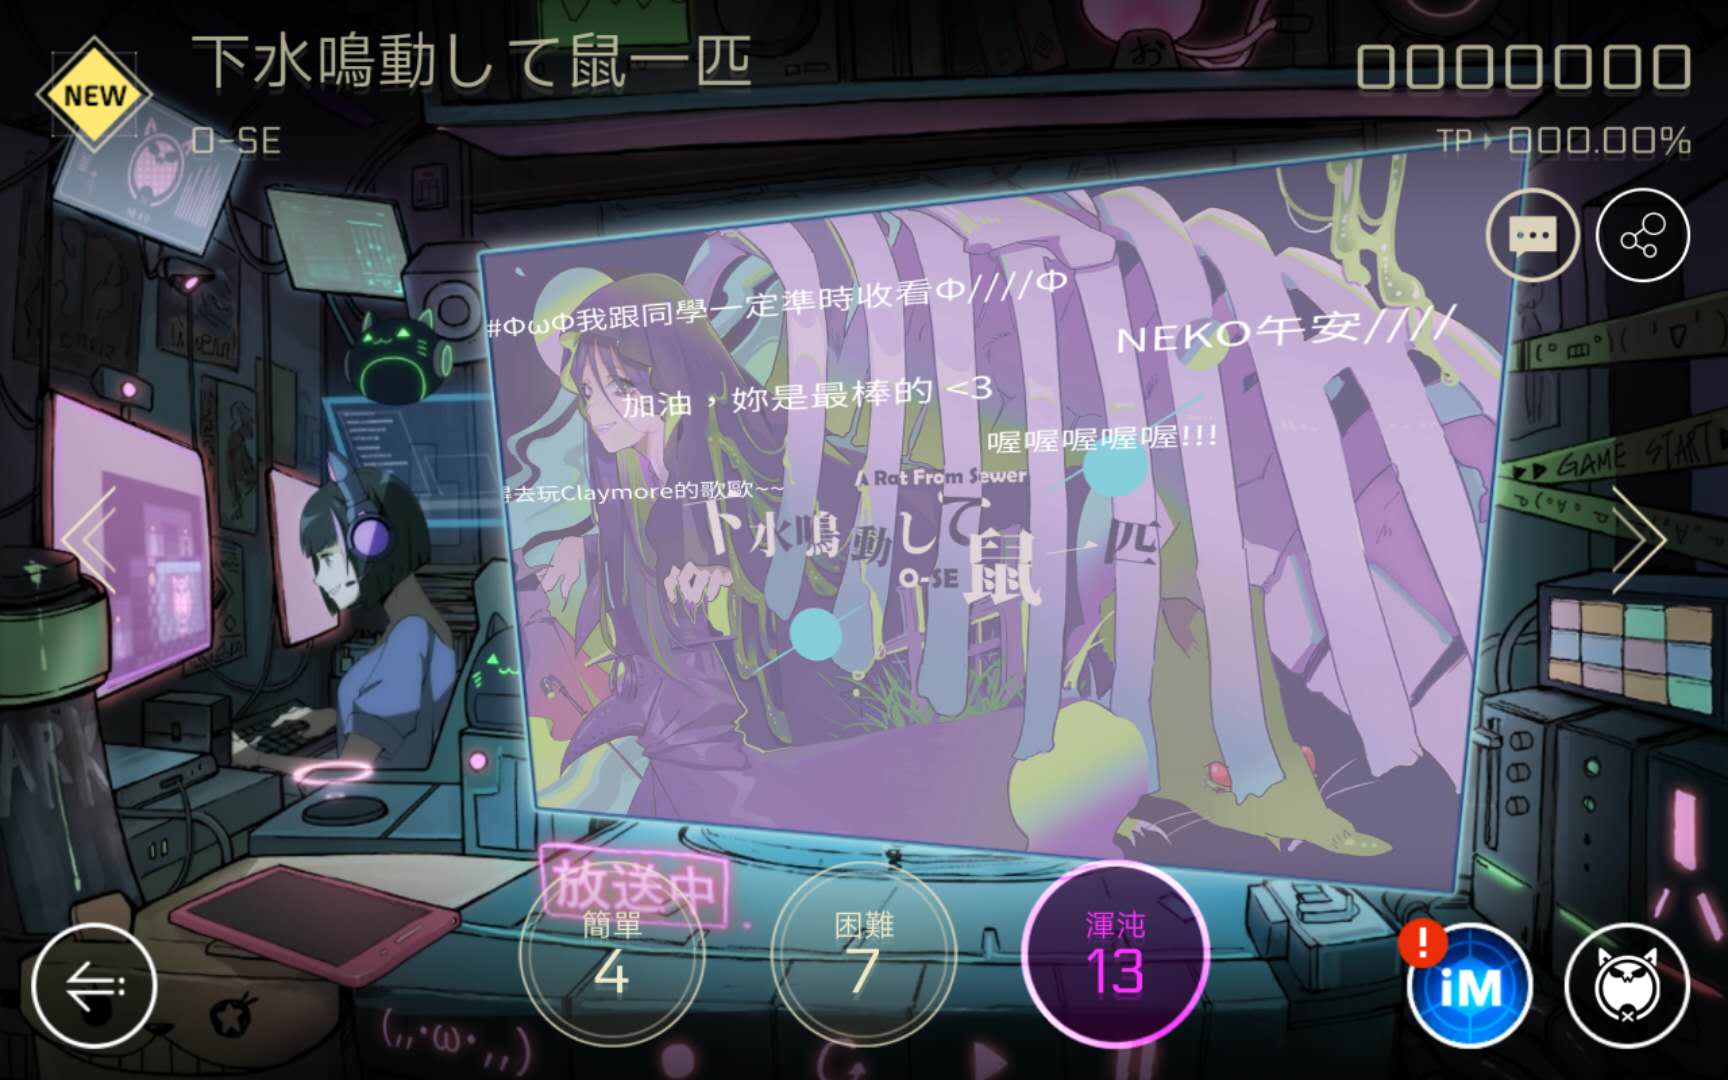 NEW
下水鳴動して鼠一匹
O-SE
0000000
TP 000.00%
お
#ΦωΦ我跟同學一定準時收看Φ////Φ
NEKO午安////
加油，妳是最棒的 <3
喔喔喔喔喔!!!
去玩Claymore的歌歐~~
A Rat From Sewer
下水鳴動して鼠一匹
O-SE
GAME START
放送中
簡單
4
困難
7
渾沌
13
!
iM
(,,·ω·,,)